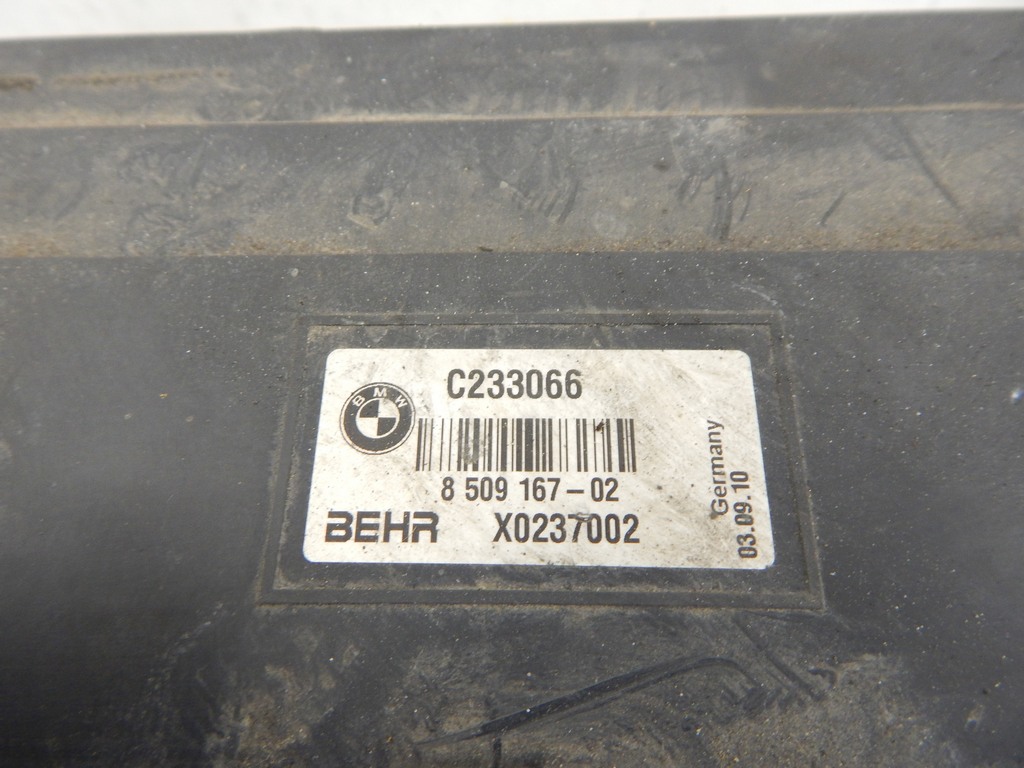 C233066
BMW
8 509 167-02
BEHR X0237002
Germany
03.09.10